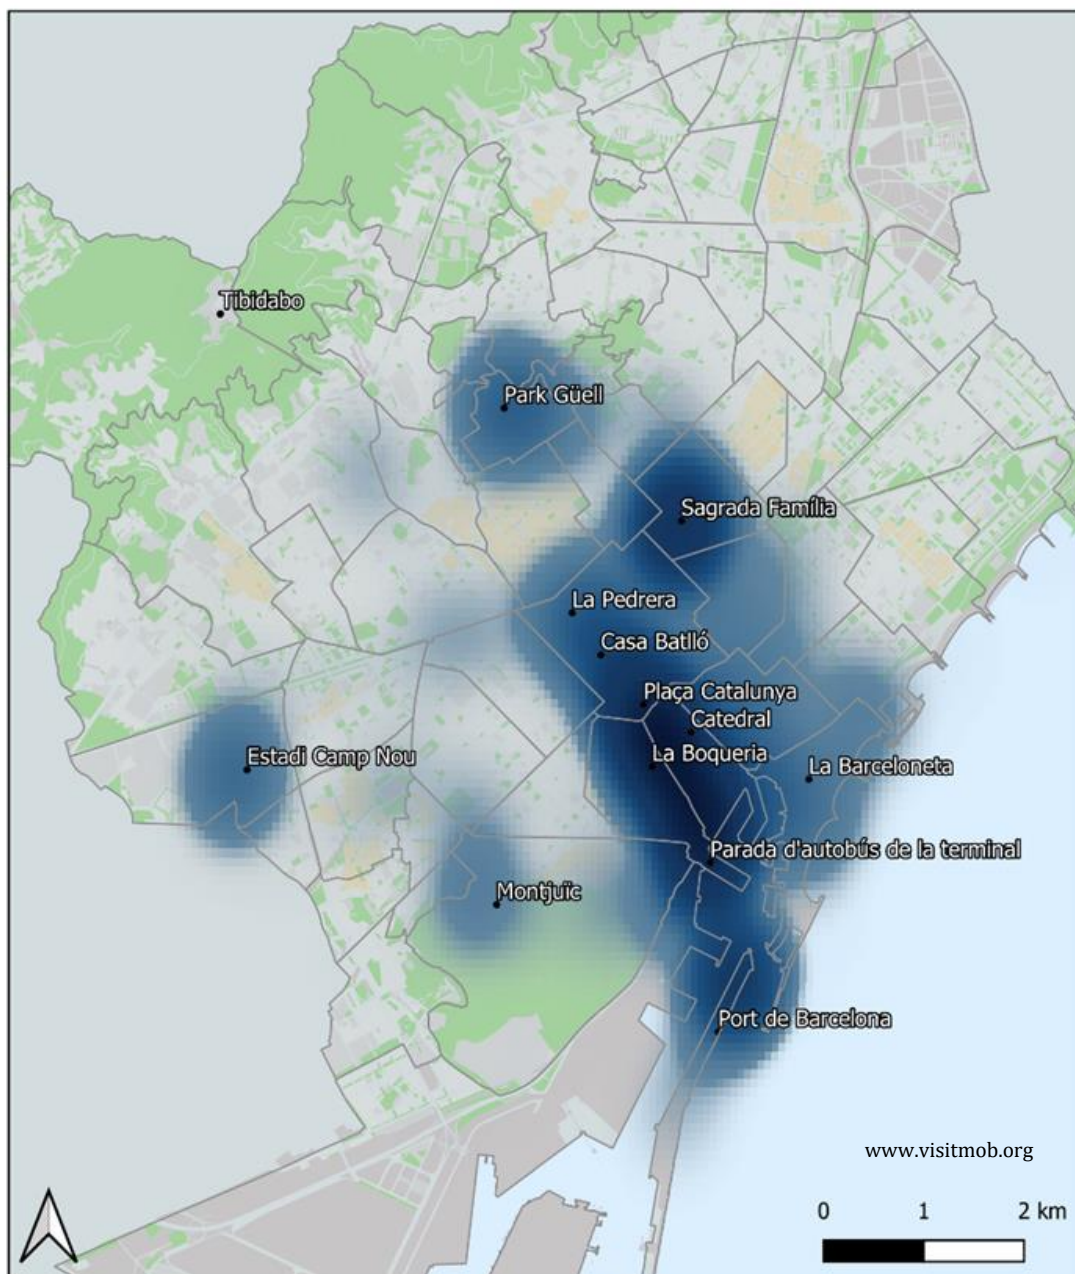 Tibidabo
Park Güell
Sagrada Família
La Pedrera
Casa Batlló
Plaça Catalunya
Catedral
La Boqueria
Estadi Camp Nou
La Barceloneta
Parada d'autobús de la terminal
Montjuïc
Port de Barcelona
www.visitmob.org
0 1 2 km